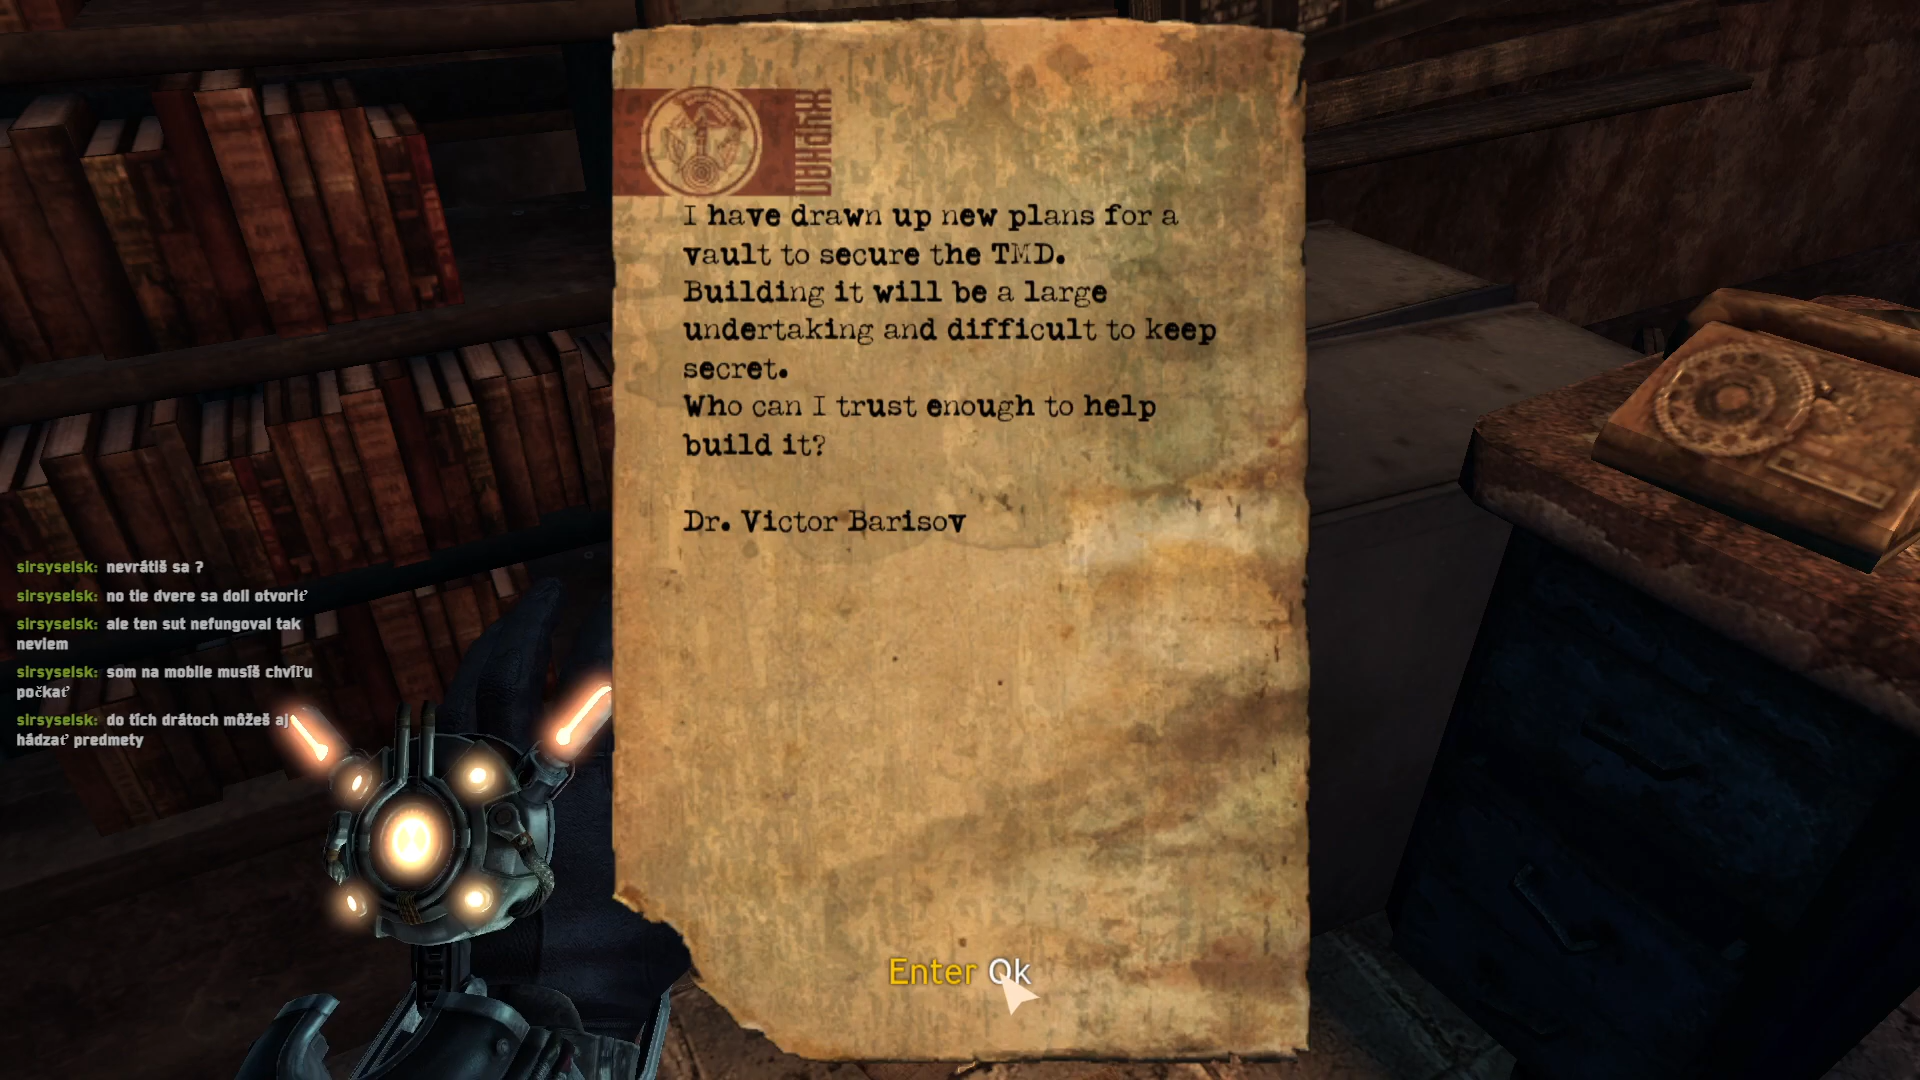 I have drawn up new plans for a
vault to secure the TMD.
Building it will be a large
undertaking and difficult to keep
secret.
Who can I trust enough to help
build it?
Dr. Victor Barisov
sirsyselsk: nevrátiš sa ?
sirsyselsk: no tie dvere sa doli otvoriť
sirsyselsk: ale ten sut nefungoval tak
neviem
sirsyselsk: som na mobile musíš chvíľu
počkať
sirsyselsk: do tích drátoch môžeš aj
hádzať predmety
Enter Ok